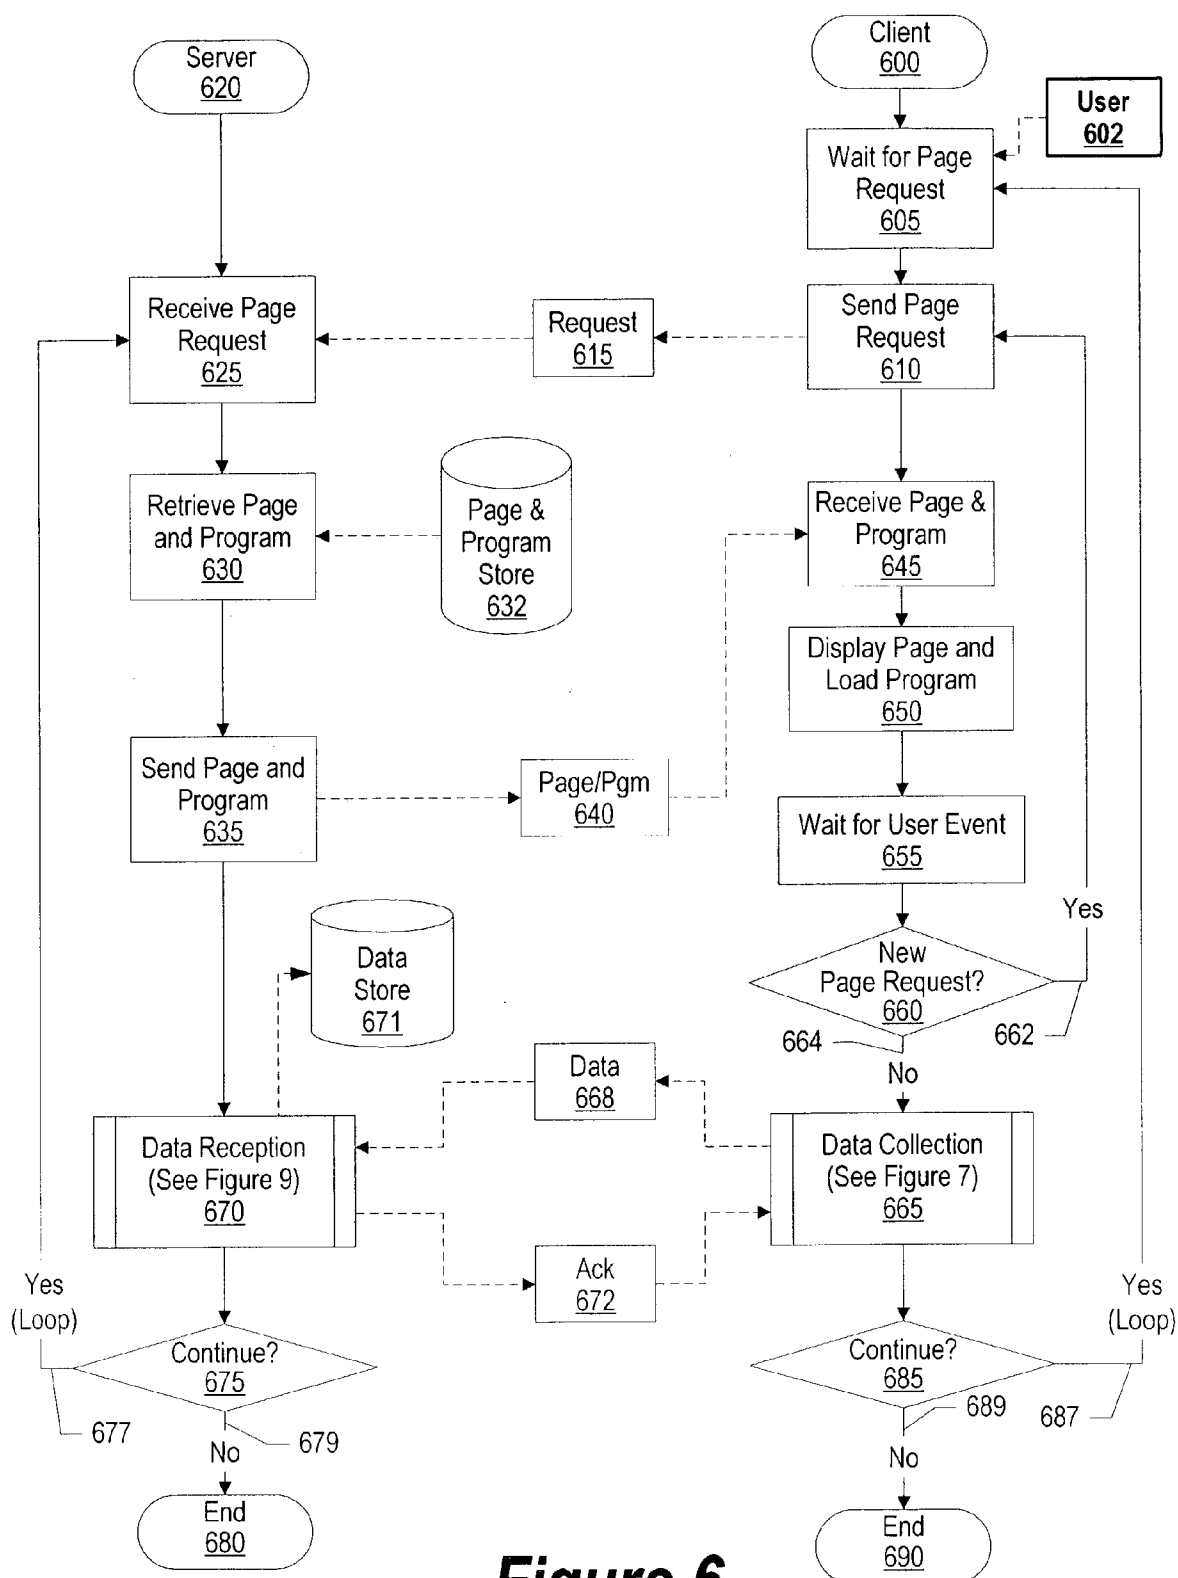 Server
620
Client
600
User
602
Wait for Page
Request
605
Receive Page
Request
625
Request
615
Send Page
Request
610
Retrieve Page
and Program
630
Page &
Program
Store
632
Receive Page &
Program
645
Display Page and
Load Program
650
Send Page and
Program
635
Page/Pgm
640
Wait for User Event
655
Yes
Data
Store
671
New
Page Request?
660
664
662
No
Data
668
Data Reception
(See Figure 9)
670
Data Collection
(See Figure 7)
665
Ack
672
Yes
(Loop)
Yes
(Loop)
Continue?
675
Continue?
685
677
679
No
689
687
No
End
680
End
690
Figure 6